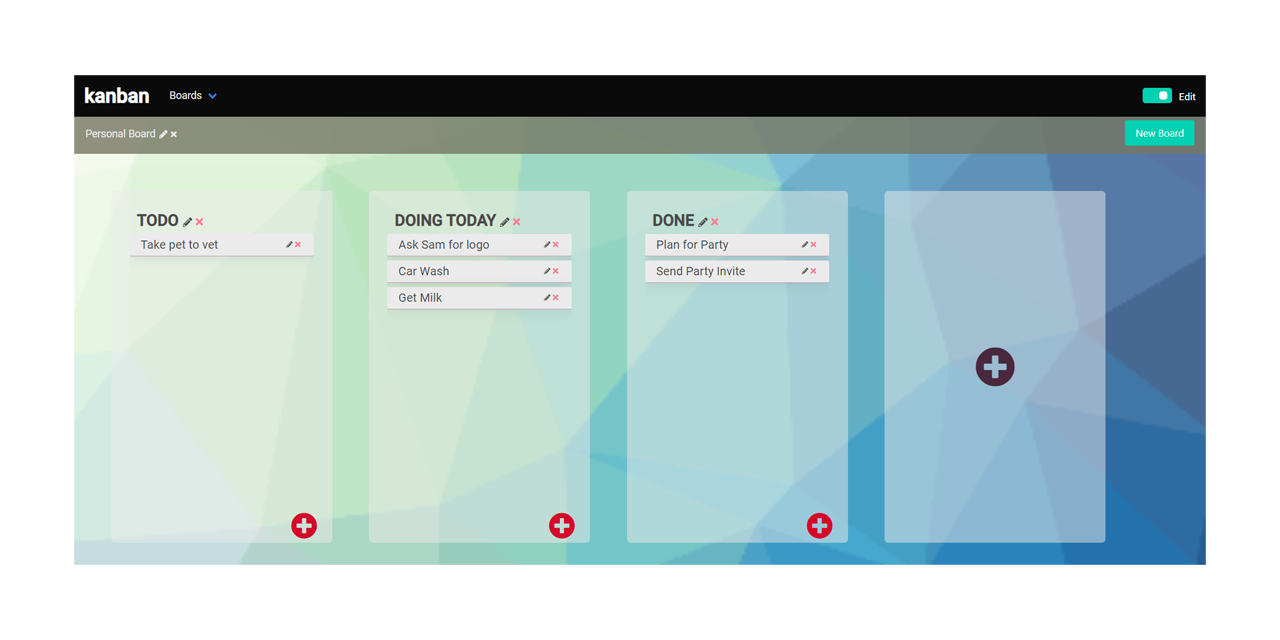 kanban Boards Edit
Personal Board New Board
TODO
Take pet to vet
DOING TODAY
Ask Sam for logo
Car Wash
Get Milk
DONE
Plan for Party
Send Party Invite